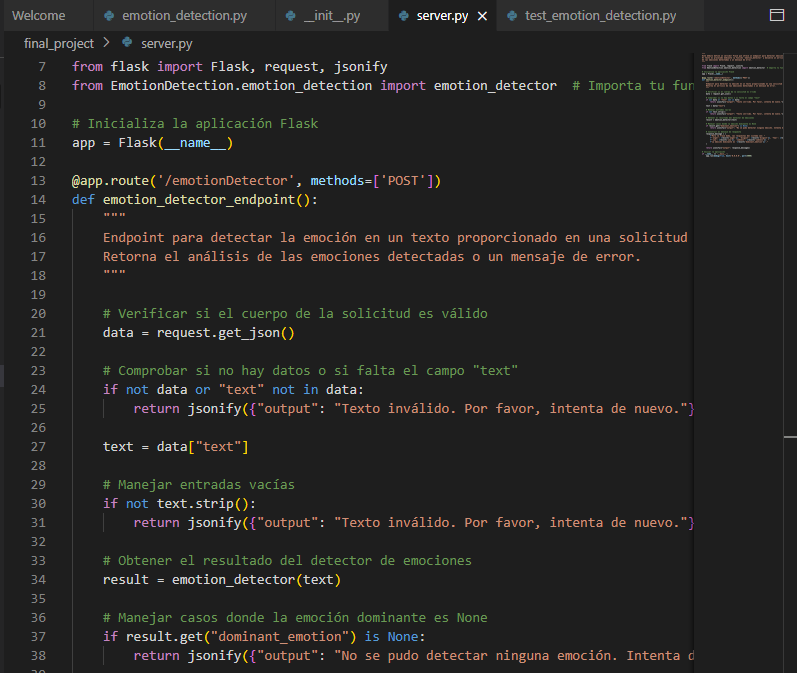 Welcome emotion_detection.py __init__.py server.py test_emotion_detection.py
final_project > server.py
7 from flask import Flask, request, jsonify
8 from EmotionDetection.emotion_detection import emotion_detector  # Importa tu fun
9
10 # Inicializa la aplicación Flask
11 app = Flask(__name__)
12
13 @app.route('/emotionDetector', methods=['POST'])
14 def emotion_detector_endpoint():
15     """
16     Endpoint para detectar la emoción en un texto proporcionado en una solicitud
17     Retorna el análisis de las emociones detectadas o un mensaje de error.
18     """
19
20     # Verificar si el cuerpo de la solicitud es válido
21     data = request.get_json()
22
23     # Comprobar si no hay datos o si falta el campo "text"
24     if not data or "text" not in data:
25         return jsonify({"output": "Texto inválido. Por favor, intenta de nuevo."}
26
27     text = data["text"]
28
29     # Manejar entradas vacías
30     if not text.strip():
31         return jsonify({"output": "Texto inválido. Por favor, intenta de nuevo."}
32
33     # Obtener el resultado del detector de emociones
34     result = emotion_detector(text)
35
36     # Manejar casos donde la emoción dominante es None
37     if result.get("dominant_emotion") is None:
38         return jsonify({"output": "No se pudo detectar ninguna emoción. Intenta d